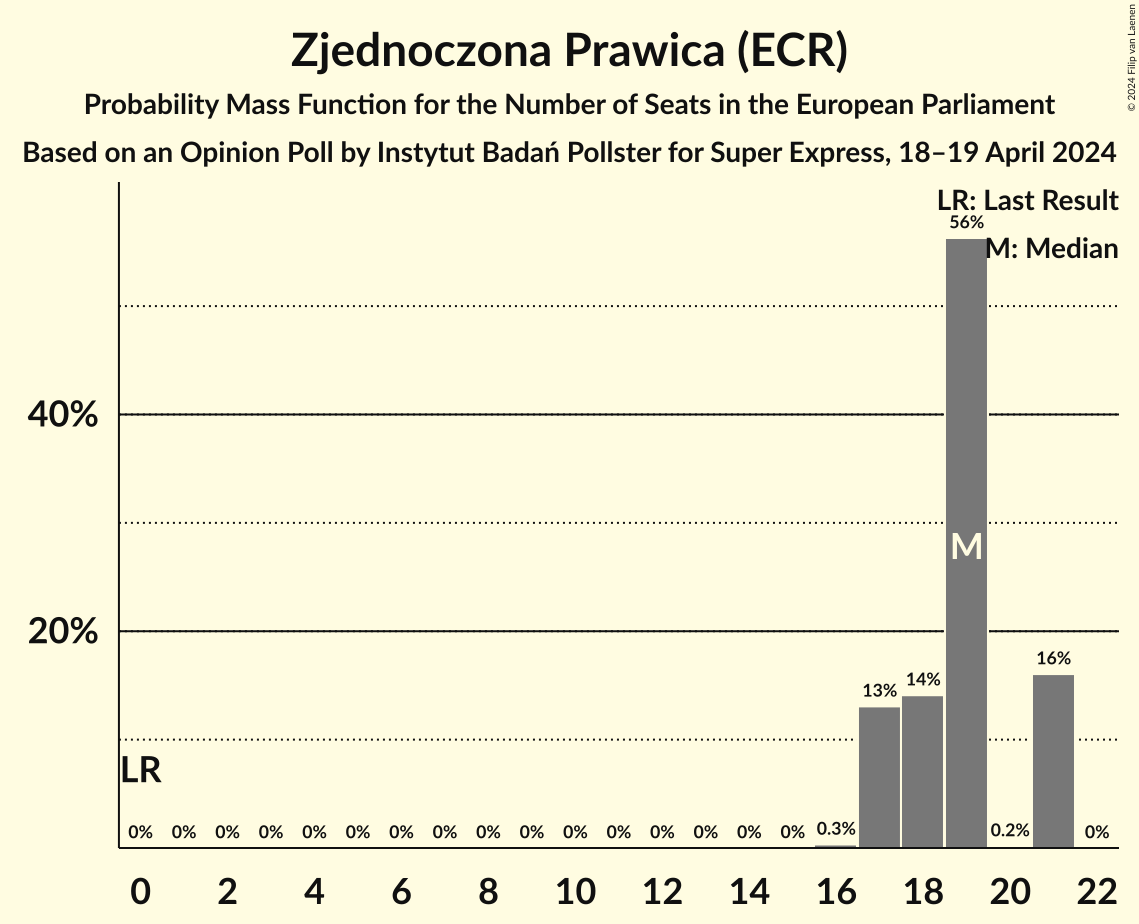 Zjednoczona Prawica (ECR)
Probability Mass Function for the Number of Seats in the European Parliament
Based on an Opinion Poll by Instytut Badań Pollster for Super Express, 18–19 April 2024
© 2024 Filip van Laenen
LR: Last Result
56%
M: Median
40%
M
20%
16%
14%
13%
LR
0% 0% 0% 0% 0% 0% 0% 0% 0% 0% 0% 0% 0% 0% 0% 0% 0.3% 0.2% 0%
0 2 4 6 8 10 12 14 16 18 20 22